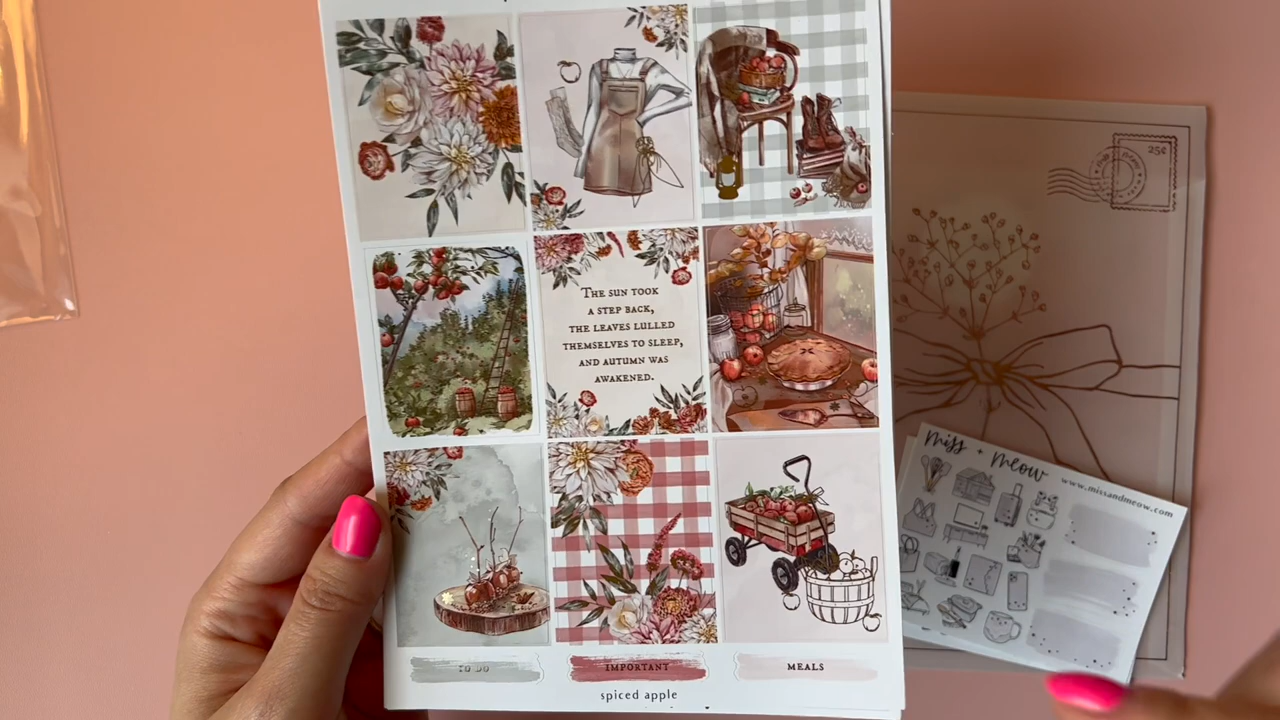 THE SUN TOOK
A STEP BACK,
THE LEAVES LULLED
THEMSELVES TO SLEEP,
AND AUTUMN WAS
AWAKENED.
TO DO
IMPORTANT
MEALS
spiced apple
25¢
miss + meow
www.missandmeow.com